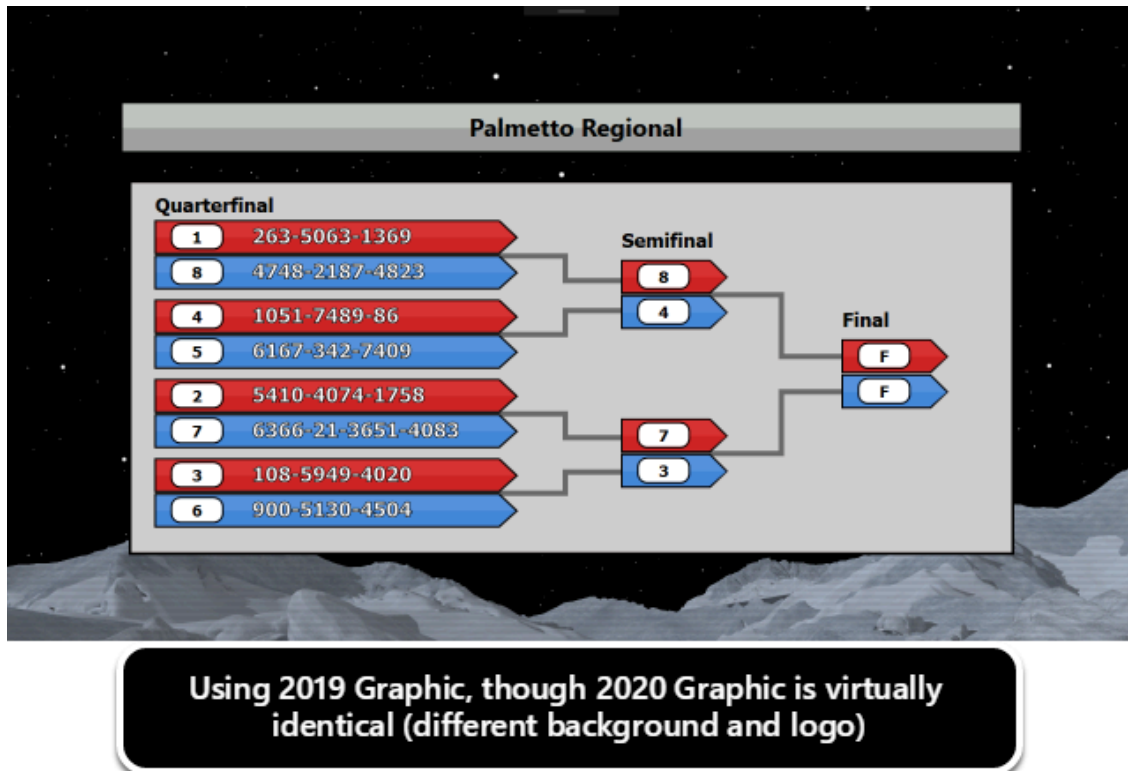 Palmetto Regional
Quarterfinal
1 263-5063-1369
8 4748-2187-4823
4 1051-7489-86
5 6167-342-7409
2 5410-4074-1758
7 6366-21-3651-4083
3 108-5949-4020
6 900-5130-4504
Semifinal
8
4
7
3
Final
F
F
Using 2019 Graphic, though 2020 Graphic is virtually
identical (different background and logo)